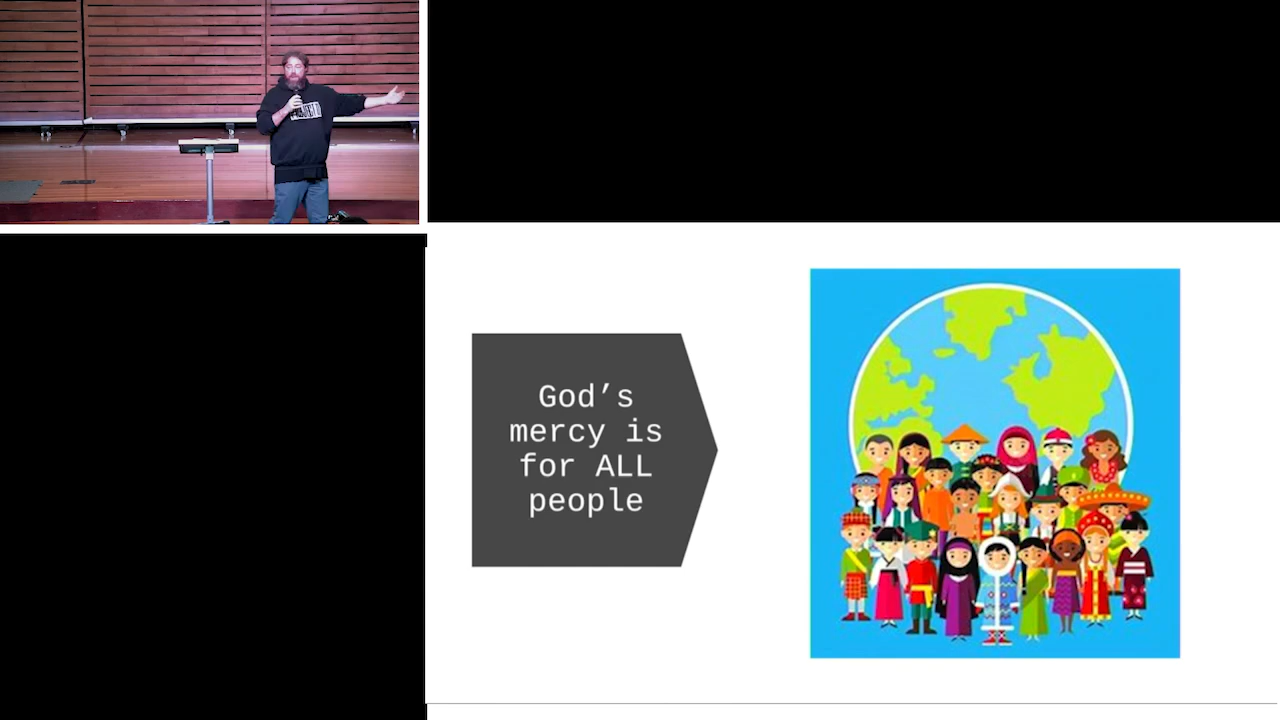 God’s
mercy is
for ALL
people